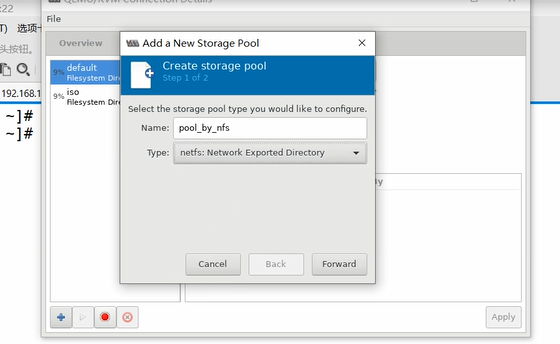 :22
QEMU/KVM Connection Details
File
T) 选项
Overview
头按钮。
192.168.1
~]#
~]#
9% default
Filesystem Dire
9% iso
Filesystem Dire
Add a New Storage Pool
Create storage pool
Step 1 of 2
Select the storage pool type you would like to configure.
Name: pool_by_nfs
Type: netfs: Network Exported Directory
Cancel
Back
Forward
Apply